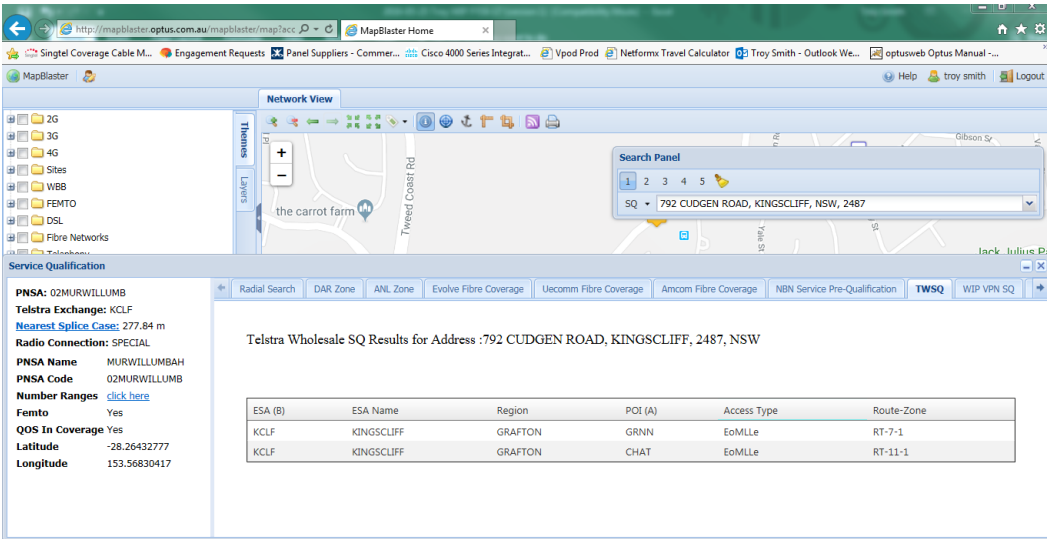 http://mapblaster.optus.com.au/mapblaster/map?acc
MapBlaster Home
Singtel Coverage Cable M...
Engagement Requests
Panel Suppliers - Commer...
Cisco 4000 Series Integrat...
Vpod Prod
Netformx Travel Calculator
Troy Smith - Outlook We...
optusweb Optus Manual -...
MapBlaster
Help
troy smith
Logout
Network View
2G
3G
4G
Sites
WBB
FEMTO
DSL
Fibre Networks
Themes
Layers
+
−
the carrot farm
Tweed Coast Rd
Gibson St
Yale St
Jack Julius P
Search Panel
1 2 3 4 5
SQ 792 CUDGEN ROAD, KINGSCLIFF, NSW, 2487
Service Qualification
PNSA: 02MURWILLUMB
Telstra Exchange: KCLF
Nearest Splice Case: 277.84 m
Radio Connection: SPECIAL
PNSA Name MURWILLUMBAH
PNSA Code 02MURWILLUMB
Number Ranges click here
Femto Yes
QOS In Coverage Yes
Latitude -28.26432777
Longitude 153.56830417
Radial Search
DAR Zone
ANL Zone
Evolve Fibre Coverage
Uecomm Fibre Coverage
Amcom Fibre Coverage
NBN Service Pre-Qualification
TWSQ
WIP VPN SQ
Telstra Wholesale SQ Results for Address :792 CUDGEN ROAD, KINGSCLIFF, 2487, NSW
ESA (B) ESA Name Region POI (A) Access Type Route-Zone
KCLF KINGSCLIFF GRAFTON GRNN EoMLLe RT-7-1
KCLF KINGSCLIFF GRAFTON CHAT EoMLLe RT-11-1